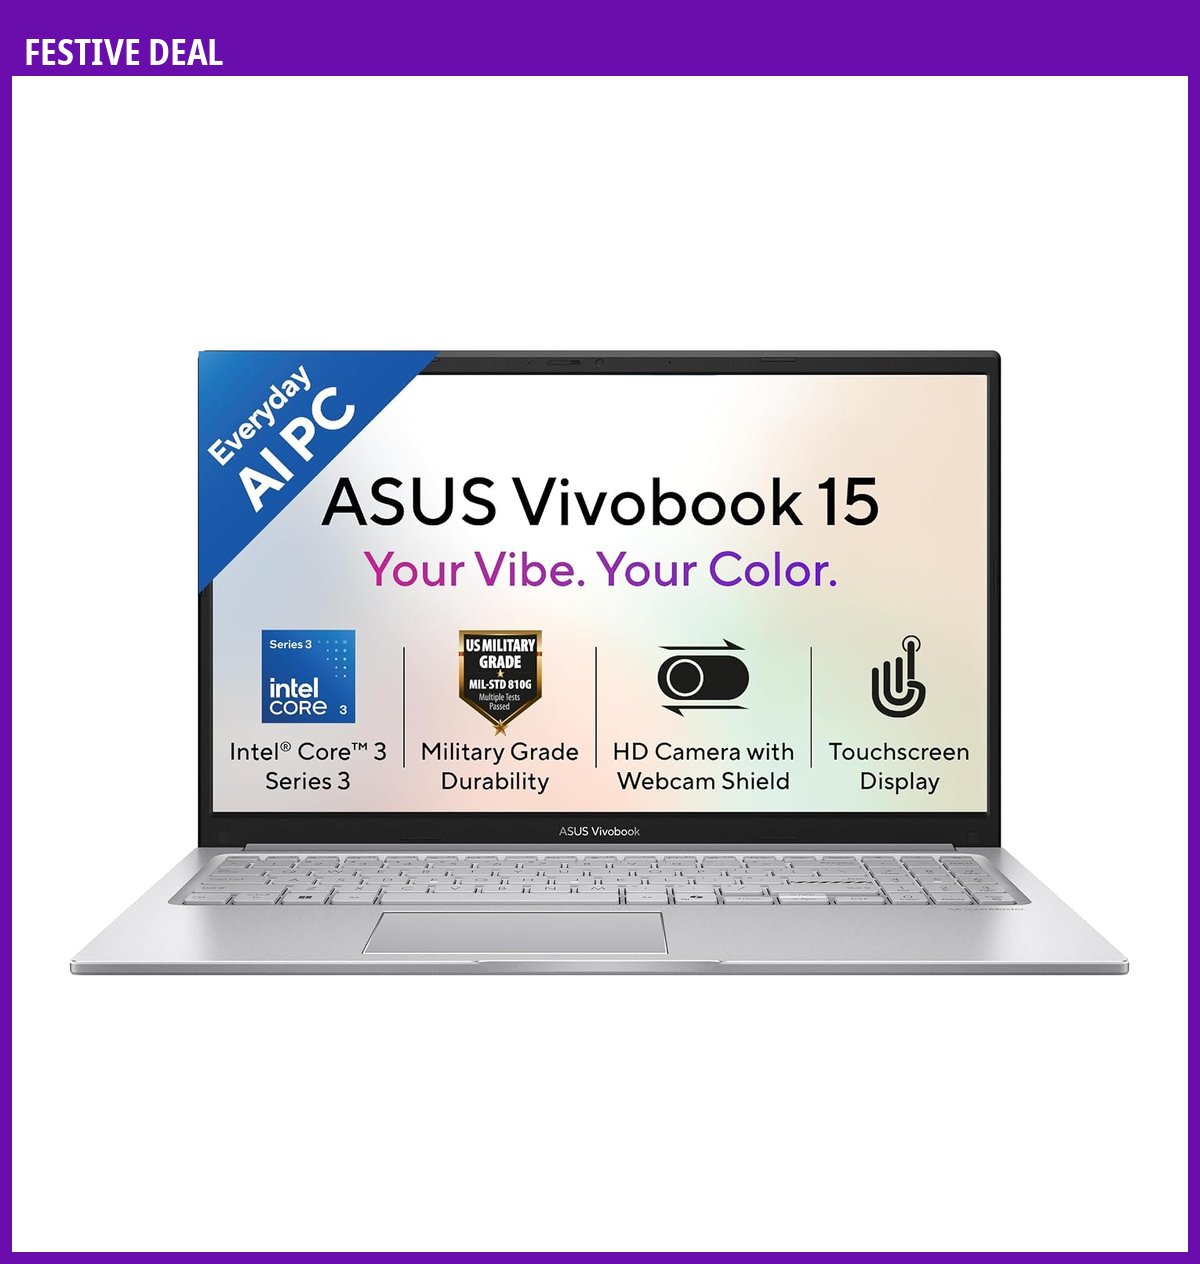 FESTIVE DEAL
Everyday
AI PC
ASUS Vivobook 15
Your Vibe. Your Color.
Series 3
intel
CORE 3
Intel® Core™ 3
Series 3
US MILITARY
GRADE
MIL-STD 810G
Multiple Tests
Passed
Military Grade
Durability
HD Camera with
Webcam Shield
Touchscreen
Display
ASUS Vivobook